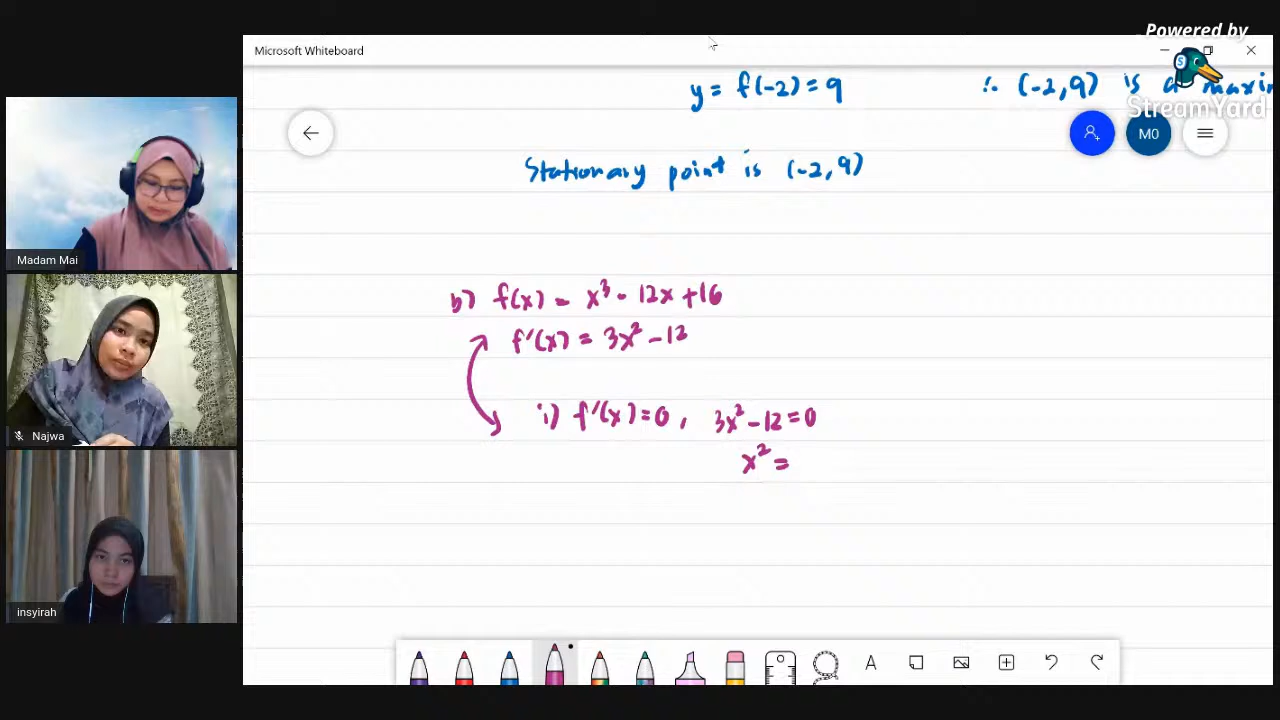 Powered by
StreamYard
Microsoft Whiteboard
y = f(-2) = 9
∴ (-2,9) is a maxim
M0
Stationary point is (-2,9)
Madam Mai
b) f(x) = x³ - 12x + 16
f'(x) = 3x² - 12
i) f'(x) = 0, 3x² - 12 = 0
x² =
Najwa
insyirah
A